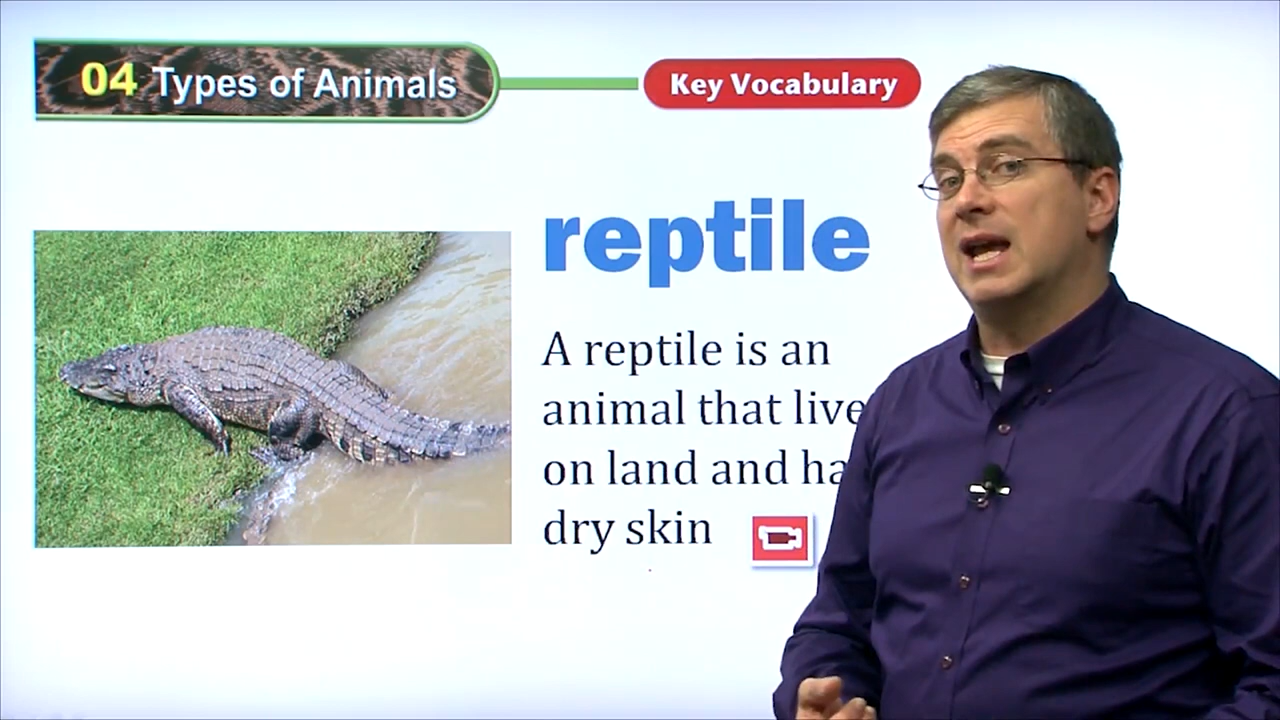 04 Types of Animals
Key Vocabulary
reptile
A reptile is an
animal that live
on land and ha
dry skin